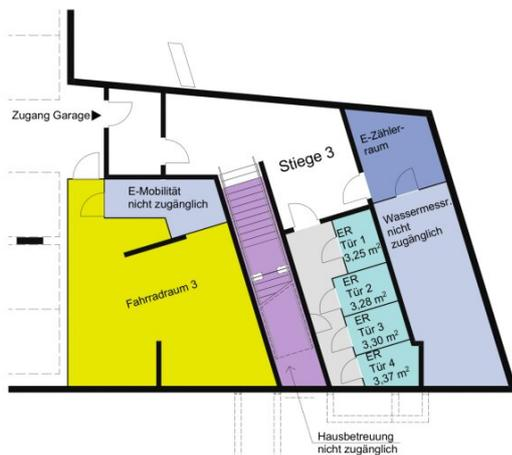 Zugang Garage
Stiege 3
E-Zähler-
raum
E-Mobilität
nicht zugänglich
Wassermessr.
nicht
zugänglich
Fahrradraum 3
ER
Tür 1
3,25 m²
ER
Tür 2
3,28 m²
ER
Tür 3
3,30 m²
ER
Tür 4
3,37 m²
Hausbetreuung
nicht zugänglich